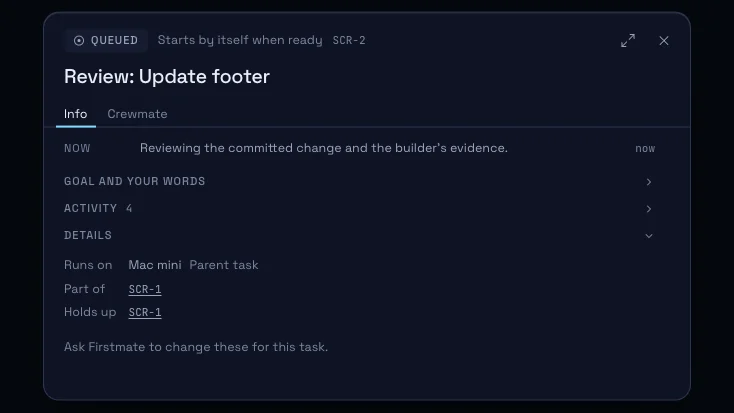 QUEUED Starts by itself when ready SCR-2
Review: Update footer
Info Crewmate
NOW Reviewing the committed change and the builder's evidence. now
GOAL AND YOUR WORDS
ACTIVITY 4
DETAILS
Runs on Mac mini Parent task
Part of SCR-1
Holds up SCR-1
Ask Firstmate to change these for this task.